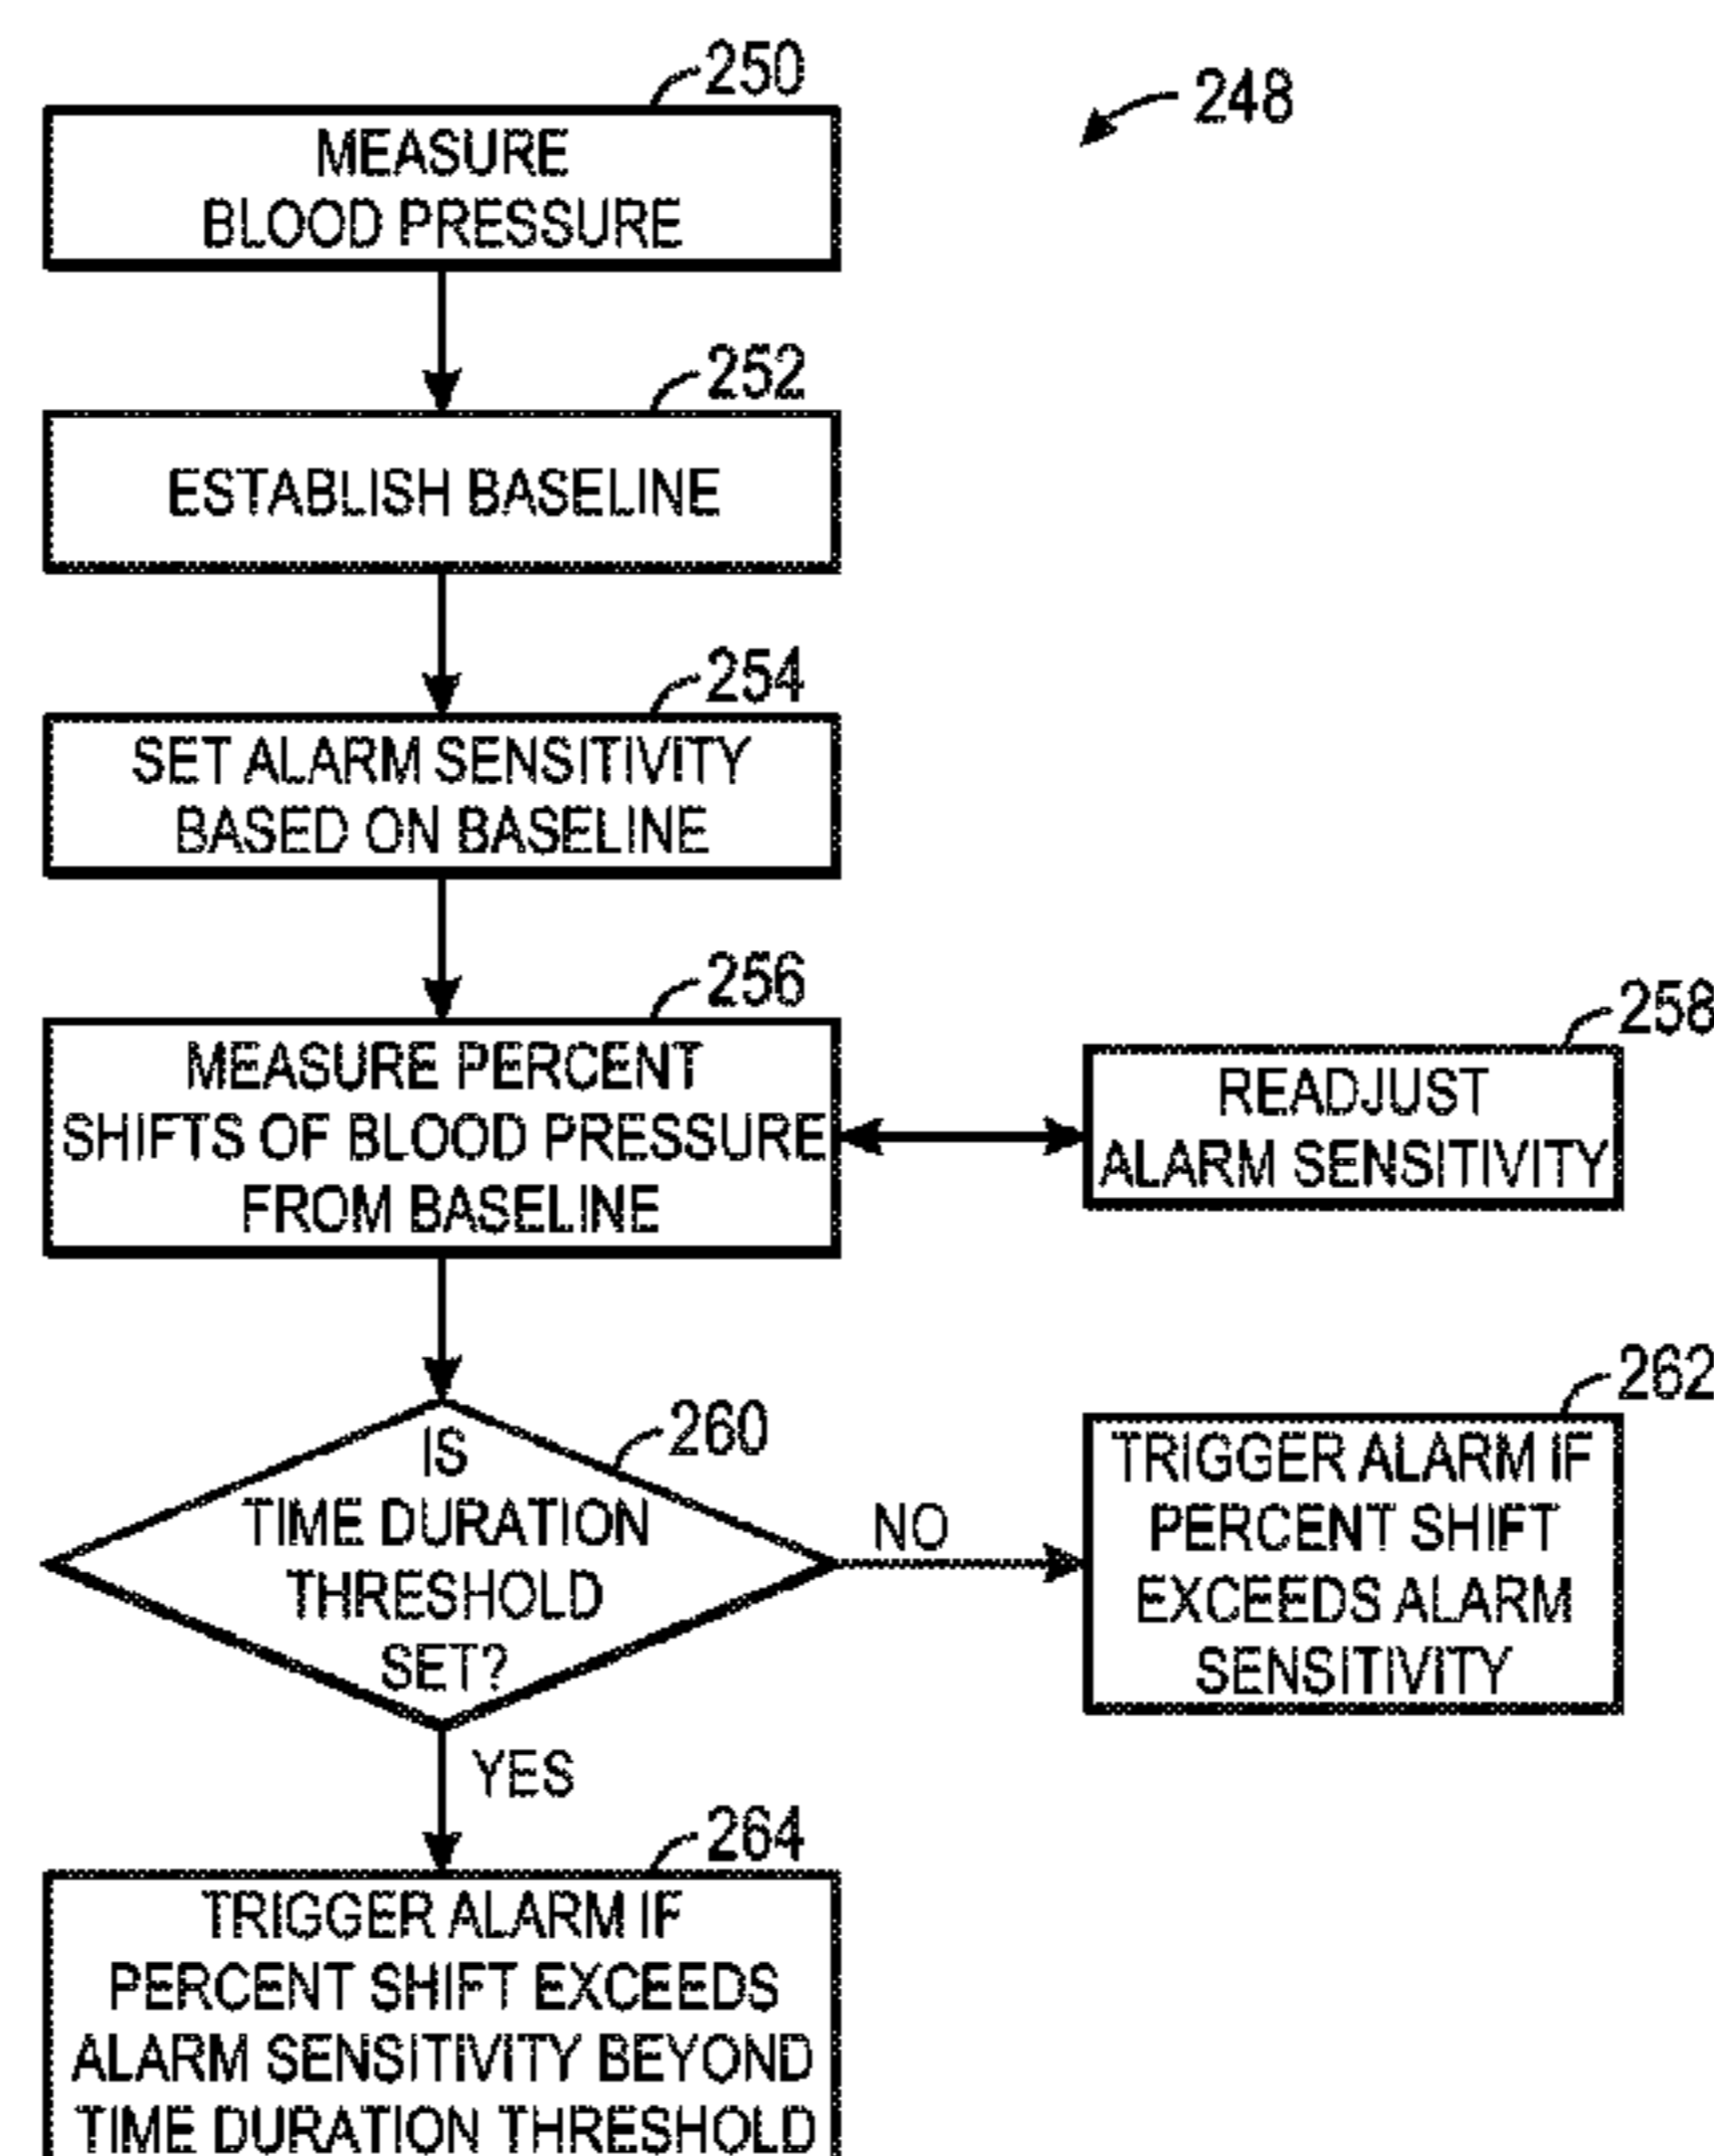 250
248
MEASURE
BLOOD PRESSURE
252
ESTABLISH BASELINE
254
SET ALARM SENSITIVITY
BASED ON BASELINE
256
MEASURE PERCENT
SHIFTS OF BLOOD PRESSURE
FROM BASELINE
258
READJUST
ALARM SENSITIVITY
260
IS
TIME DURATION
THRESHOLD
SET?
NO
262
TRIGGER ALARM IF
PERCENT SHIFT
EXCEEDS ALARM
SENSITIVITY
YES
264
TRIGGER ALARM IF
PERCENT SHIFT EXCEEDS
ALARM SENSITIVITY BEYOND
TIME DURATION THRESHOLD